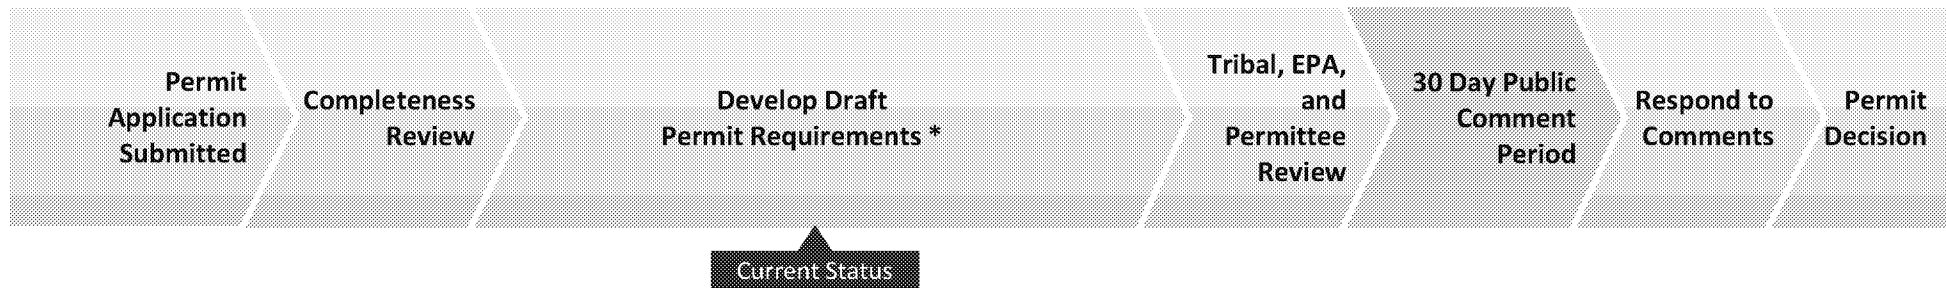 Permit
Application
Submitted
Completeness
Review
Develop Draft
Permit Requirements *
Tribal, EPA,
and
Permittee
Review
30 Day Public
Comment
Period
Respond to
Comments
Permit
Decision
Current Status